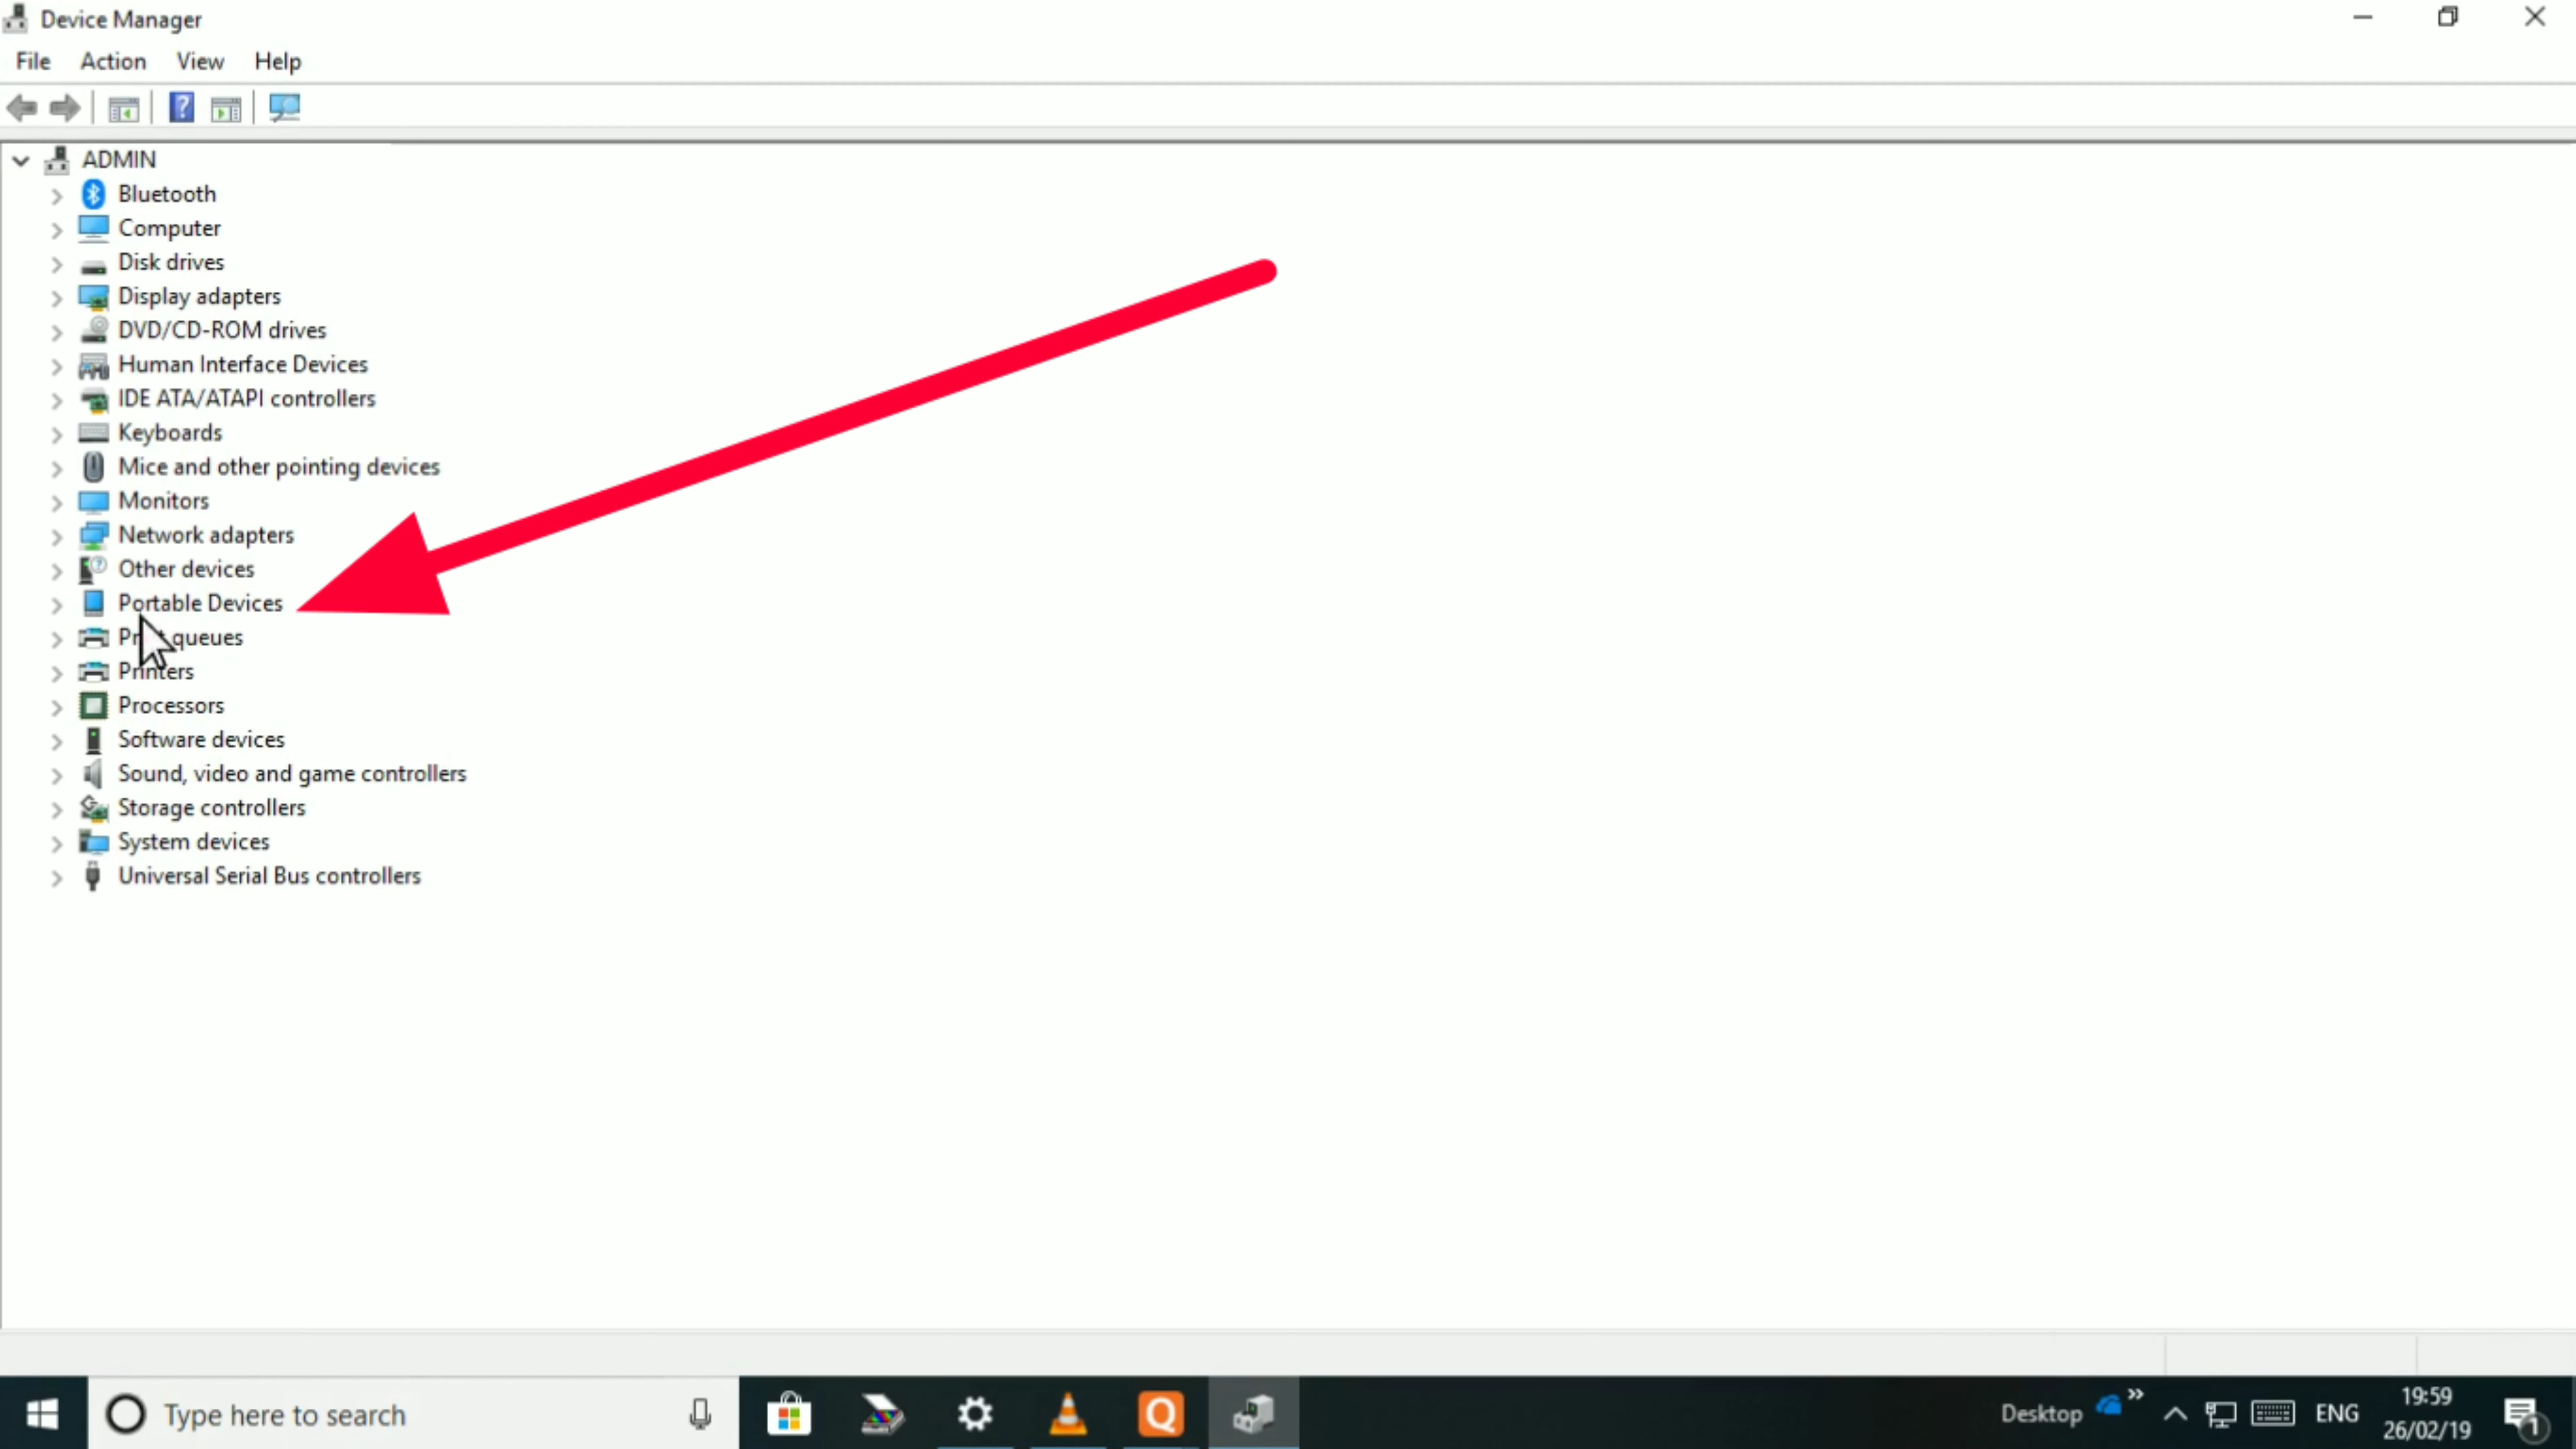 Device Manager
File Action View Help
ADMIN
Bluetooth
Computer
Disk drives
Display adapters
DVD/CD-ROM drives
Human Interface Devices
IDE ATA/ATAPI controllers
Keyboards
Mice and other pointing devices
Monitors
Network adapters
Other devices
Portable Devices
queues
Printers
Processors
Software devices
Sound, video and game controllers
Storage controllers
System devices
Universal Serial Bus controllers
Type here to search
Desktop
ENG
19:59
26/02/19
1